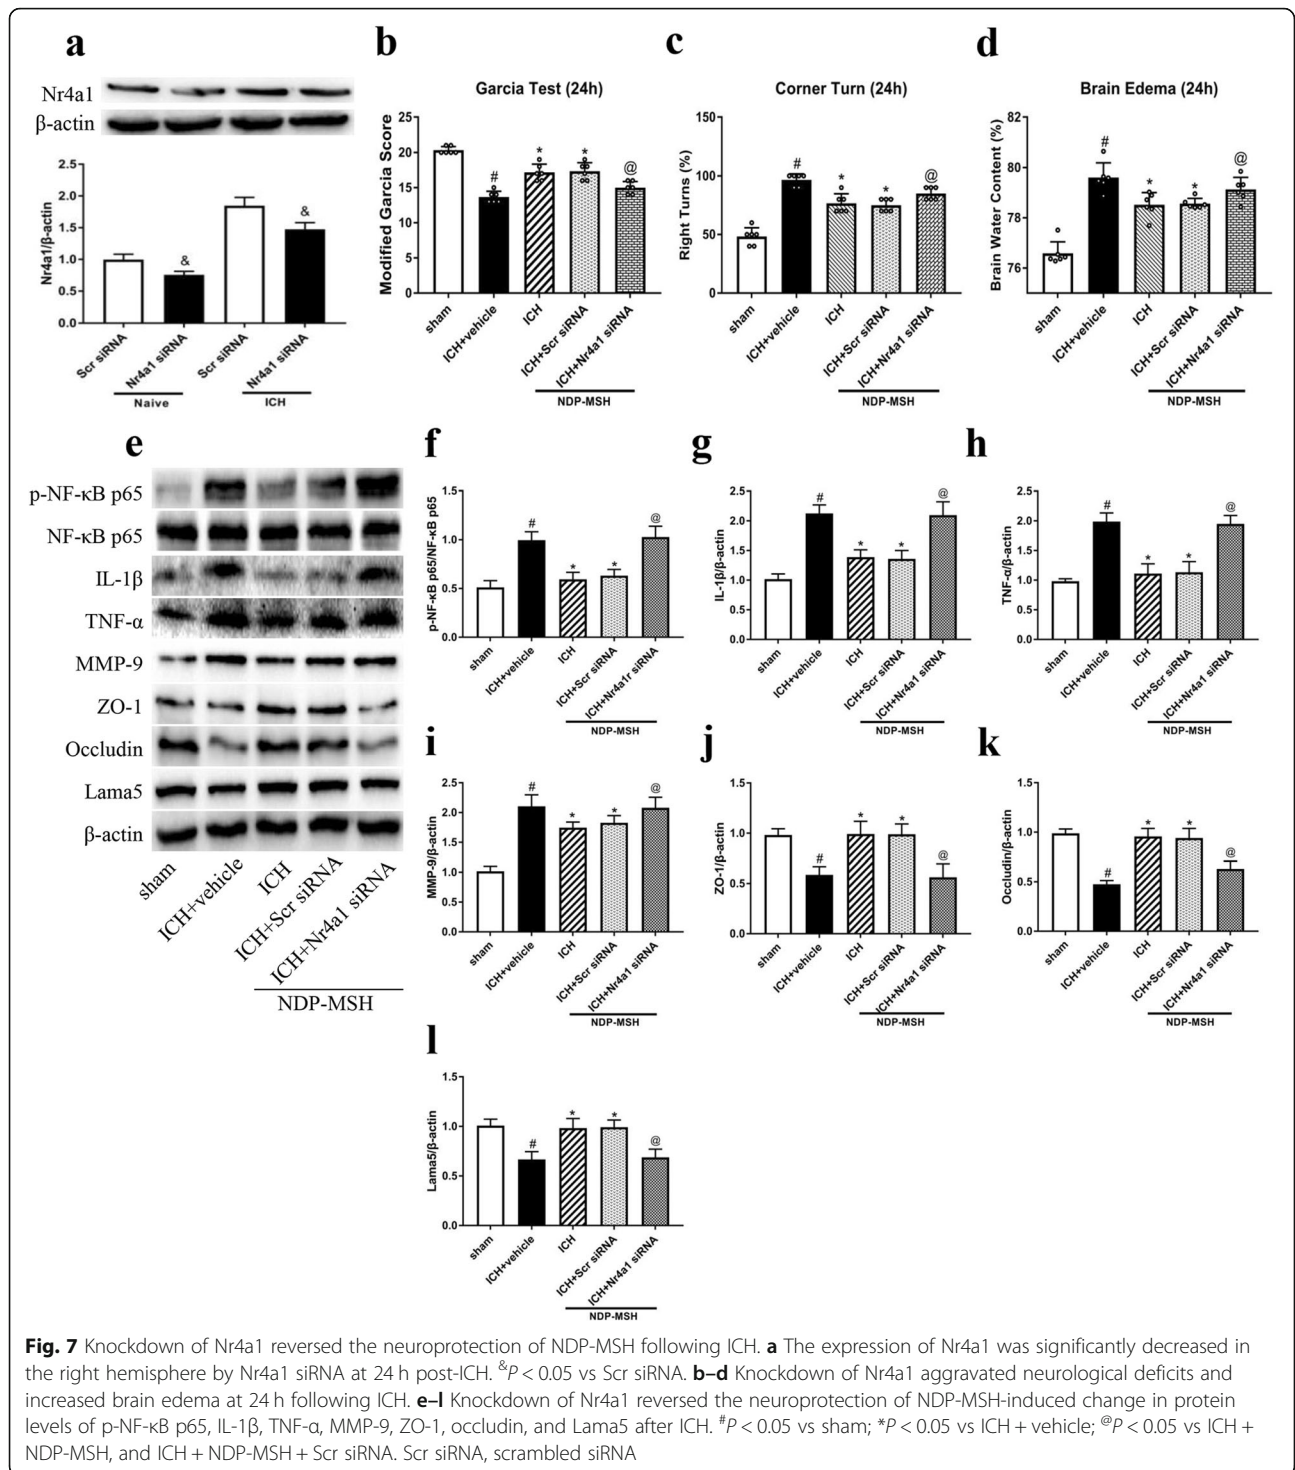 a
Nr4a1
β-actin
Nr4a1/β-actin
2.5
2.0
1.5
1.0
0.5
0.0
&
&
Scr siRNA
Nr4a1 siRNA
Scr siRNA
Nr4a1 siRNA
Naive
ICH
b
Garcia Test (24h)
Modified Garcia Score
25
20
15
10
5
0
#
*
*
@
sham
ICH+vehicle
ICH
ICH+Scr siRNA
ICH+Nr4a1 siRNA
NDP-MSH
c
Corner Turn (24h)
Right Turns (%)
150
100
50
0
#
*
*
@
sham
ICH+vehicle
ICH
ICH+Scr siRNA
ICH+Nr4a1 siRNA
NDP-MSH
d
Brain Edema (24h)
Brain Water Content (%)
82
80
78
76
#
*
*
@
sham
ICH+vehicle
ICH
ICH+Scr siRNA
ICH+Nr4a1 siRNA
NDP-MSH
e
p-NF-κB p65
NF-κB p65
IL-1β
TNF-α
MMP-9
ZO-1
Occludin
Lama5
β-actin
sham
ICH+vehicle
ICH
ICH+Scr siRNA
ICH+Nr4a1 siRNA
NDP-MSH
f
p-NF-κB p65/NF-κB p65
1.5
1.0
0.5
0.0
#
*
*
@
sham
ICH+vehicle
ICH
ICH+Scr siRNA
ICH+Nr4a1r siRNA
NDP-MSH
g
IL-1β/β-actin
2.5
2.0
1.5
1.0
0.5
0.0
#
*
*
@
sham
ICH+vehicle
ICH
ICH+Scr siRNA
ICH+Nr4a1 siRNA
NDP-MSH
h
TNF-α/β-actin
2.5
2.0
1.5
1.0
0.5
0.0
#
*
*
@
sham
ICH+vehicle
ICH
ICH+Scr siRNA
ICH+Nr4a1 siRNA
NDP-MSH
i
MMP-9/β-actin
2.5
2.0
1.5
1.0
0.5
0.0
#
*
*
@
sham
ICH+vehicle
ICH
ICH+Scr siRNA
ICH+Nr4a1 siRNA
NDP-MSH
j
ZO-1/β-actin
1.5
1.0
0.5
0.0
#
*
*
@
sham
ICH+vehicle
ICH
ICH+Scr siRNA
ICH+Nr4a1 siRNA
NDP-MSH
k
Occludin/β-actin
1.5
1.0
0.5
0.0
#
*
*
@
sham
ICH+vehicle
ICH
ICH+Scr siRNA
ICH+Nr4a1 siRNA
NDP-MSH
l
Lama5/β-actin
1.5
1.0
0.5
0.0
#
*
*
@
sham
ICH+vehicle
ICH
ICH+Scr siRNA
ICH+Nr4a1 siRNA
NDP-MSH
Fig. 7 Knockdown of Nr4a1 reversed the neuroprotection of NDP-MSH following ICH. a The expression of Nr4a1 was significantly decreased in
the right hemisphere by Nr4a1 siRNA at 24 h post-ICH. &P < 0.05 vs Scr siRNA. b–d Knockdown of Nr4a1 aggravated neurological deficits and
increased brain edema at 24 h following ICH. e–l Knockdown of Nr4a1 reversed the neuroprotection of NDP-MSH-induced change in protein
levels of p-NF-κB p65, IL-1β, TNF-α, MMP-9, ZO-1, occludin, and Lama5 after ICH. #P < 0.05 vs sham; *P < 0.05 vs ICH + vehicle; @P < 0.05 vs ICH +
NDP-MSH, and ICH + NDP-MSH + Scr siRNA. Scr siRNA, scrambled siRNA